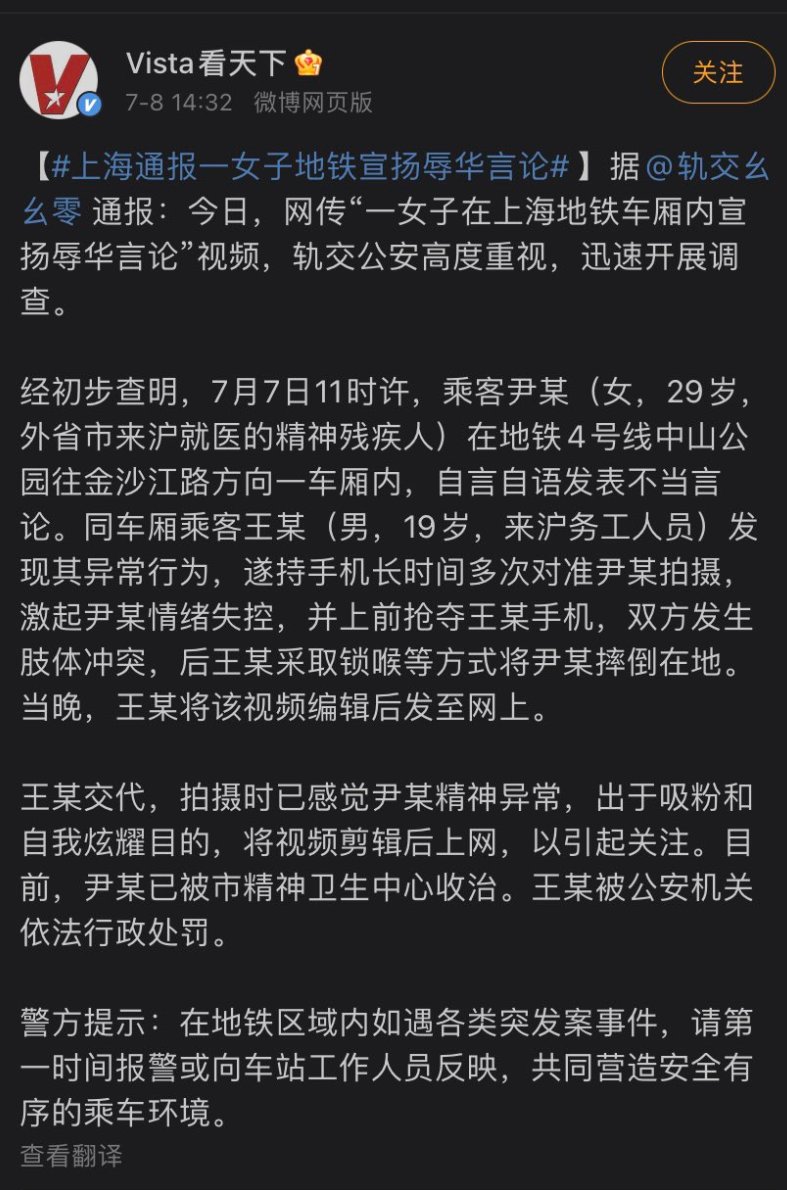 Vista看天下
7-8 14:32 微博网页版
关注
【#上海通报一女子地铁宣扬辱华言论#】据@轨交幺
幺零 通报：今日，网传“一女子在上海地铁车厢内宣
扬辱华言论”视频，轨交公安高度重视，迅速开展调
查。
经初步查明，7月7日11时许，乘客尹某（女，29岁，
外省市来沪就医的精神残疾人）在地铁4号线中山公
园往金沙江路方向一车厢内，自言自语发表不当言
论。同车厢乘客王某（男，19岁，来沪务工人员）发
现其异常行为，遂持手机长时间多次对准尹某拍摄，
激起尹某情绪失控，并上前抢夺王某手机，双方发生
肢体冲突，后王某采取锁喉等方式将尹某摔倒在地。
当晚，王某将该视频编辑后发至网上。
王某交代，拍摄时已感觉尹某精神异常，出于吸粉和
自我炫耀目的，将视频剪辑后上网，以引起关注。目
前，尹某已被市精神卫生中心收治。王某被公安机关
依法行政处罚。
警方提示：在地铁区域内如遇各类突发案事件，请第
一时间报警或向车站工作人员反映，共同营造安全有
序的乘车环境。
查看翻译